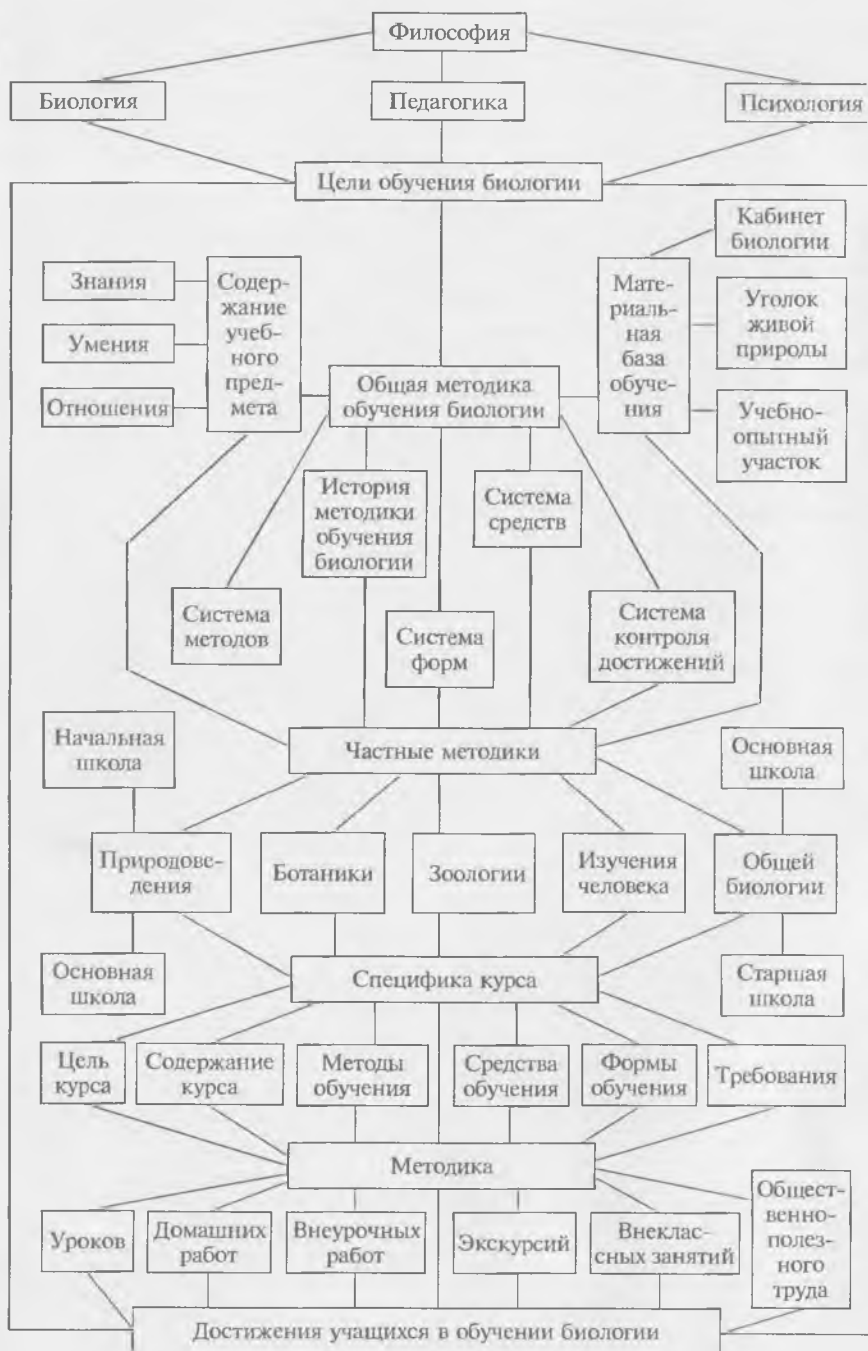 Философия
Биология
Педагогика
Психология
Цели обучения биологии
Знания
Умения
Отношения
Содер-
жание
учеб-
ного
пред-
мета
Общая методика
обучения биологии
Мате-
риаль-
ная
база
обуче-
ния
Кабинет
биологии
Уголок
живой
природы
Учебно-
опытный
участок
История
методики
обучения
биологии
Система
средств
Система
методов
Система
форм
Система
контроля
достижений
Начальная
школа
Частные методики
Основная
школа
Природове-
дения
Ботаники
Зоологии
Изучения
человека
Общей
биологии
Основная
школа
Специфика курса
Старшая
школа
Цель
курса
Содержание
курса
Методы
обучения
Средства
обучения
Формы
обучения
Требования
Методика
Уроков
Домашних
работ
Внеурочных
работ
Экскурсий
Внеклас-
сных занятий
Общест-
венно-
полез-
ного
труда
Достижения учащихся в обучении биологии